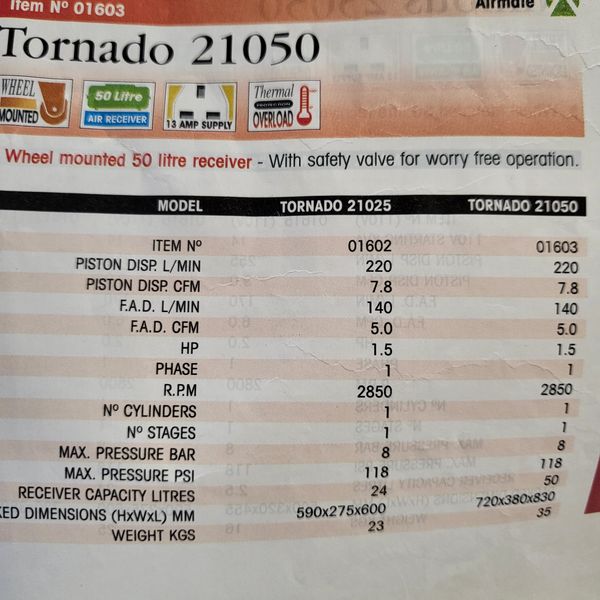 Item Nº 01603
Airmate
Tornado 21050
WHEEL
MOUNTED
50 Litre
AIR RECEIVER
13 AMP SUPPLY
Thermal
PROTECTION
OVERLOAD
Wheel mounted 50 litre receiver - With safety valve for worry free operation.
MODEL TORNADO 21025 TORNADO 21050
ITEM Nº 01602 01603
PISTON DISP. L/MIN 220 220
PISTON DISP. CFM 7.8 7.8
F.A.D. L/MIN 140 140
F.A.D. CFM 5.0 5.0
HP 1.5 1.5
PHASE 1 1
R.P.M 2850 2850
Nº CYLINDERS 1 1
Nº STAGES 1 1
MAX. PRESSURE BAR 8 8
MAX. PRESSURE PSI 118 118
RECEIVER CAPACITY LITRES 24 50
KED DIMENSIONS (HxWxL) MM 590x275x600 720x380x830
WEIGHT KGS 23 35